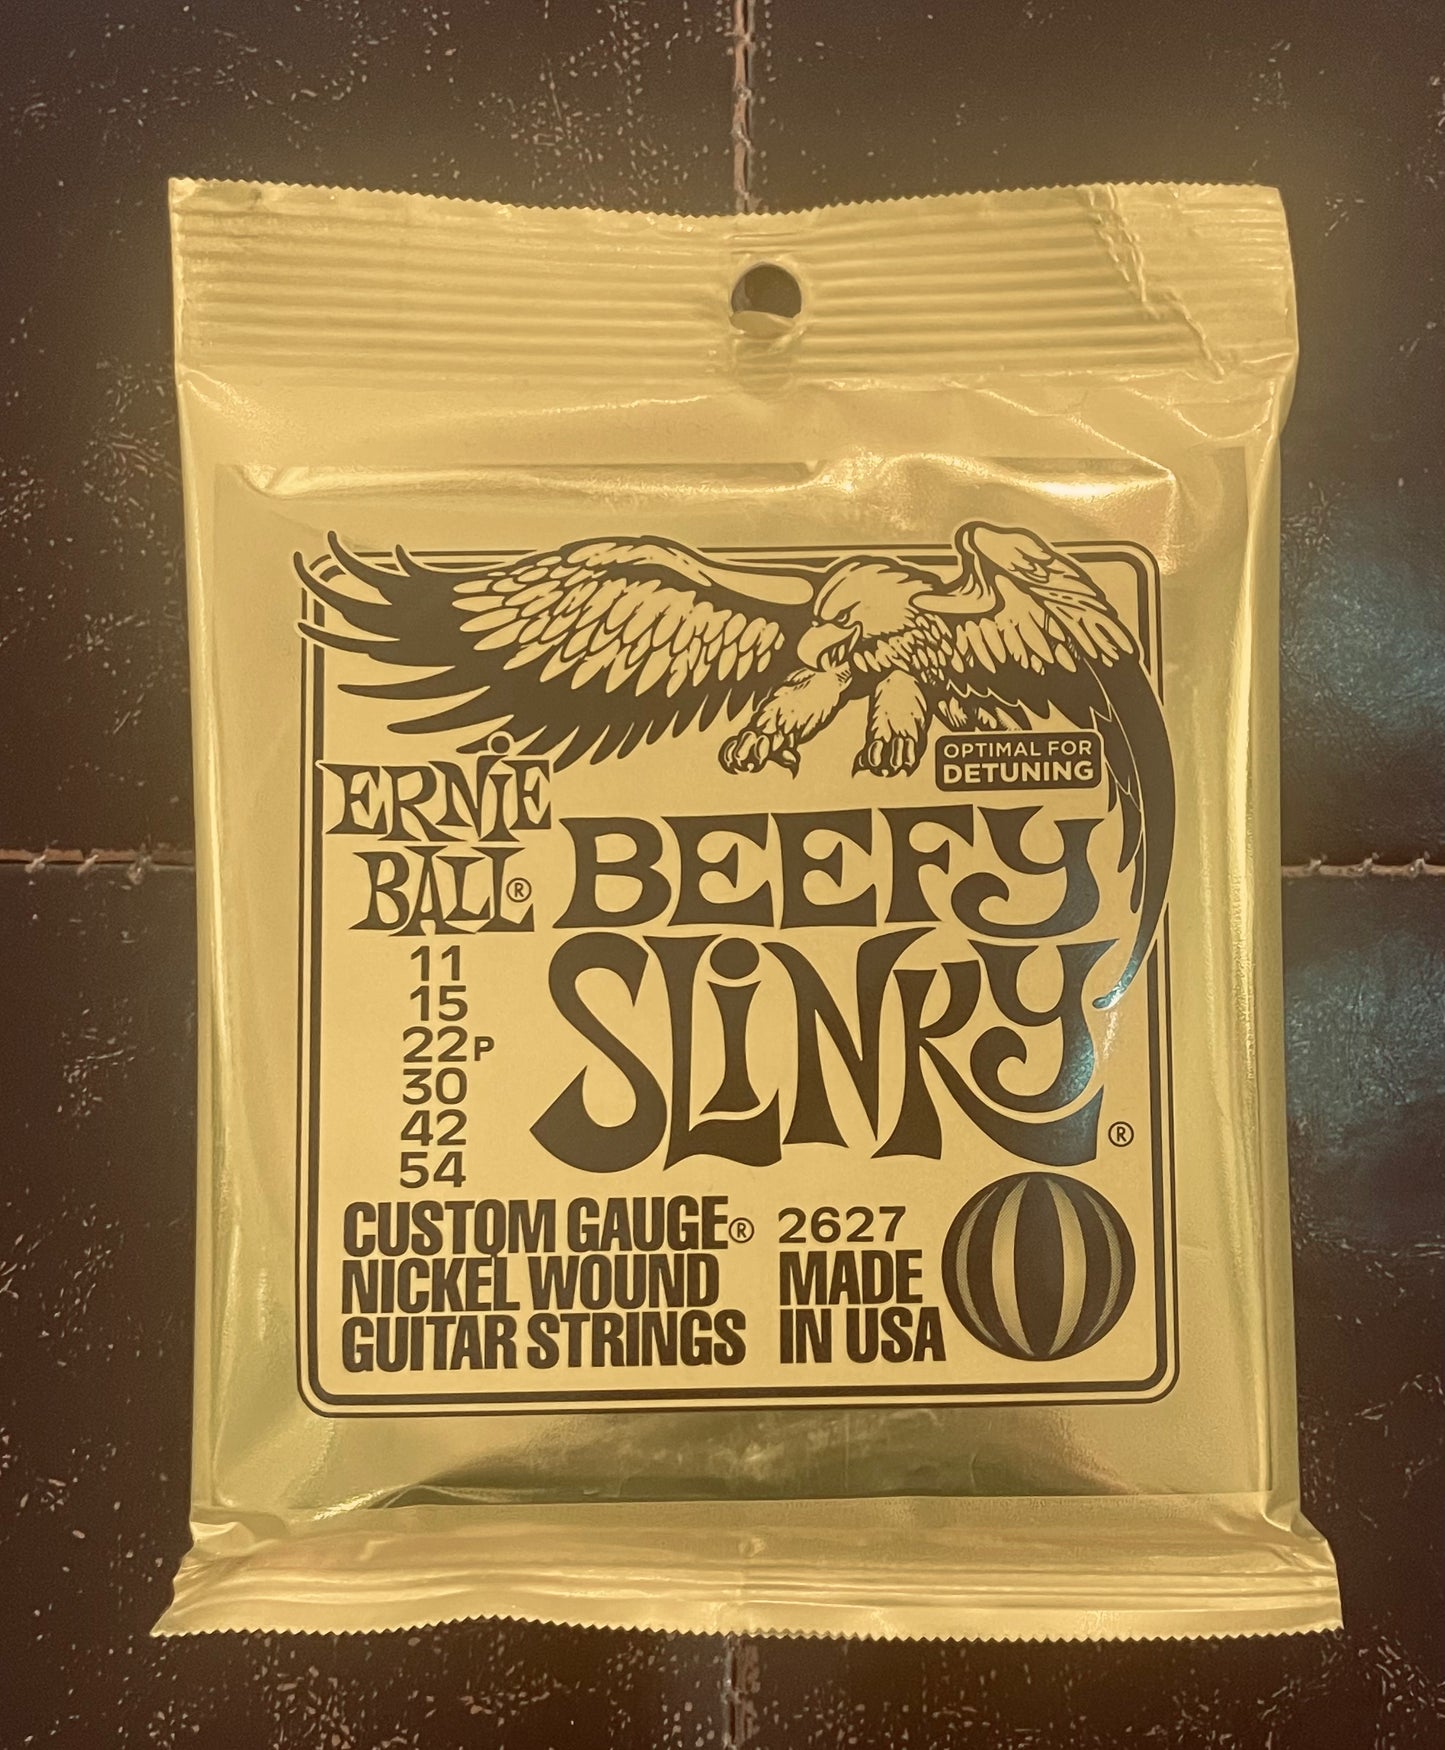 OPTIMAL FOR
DETUNING
ERNIE
BALL®
BEEFY
SLINKY®
11
15
22P
30
42
54
CUSTOM GAUGE®
NICKEL WOUND
GUITAR STRINGS
2627
MADE
IN USA